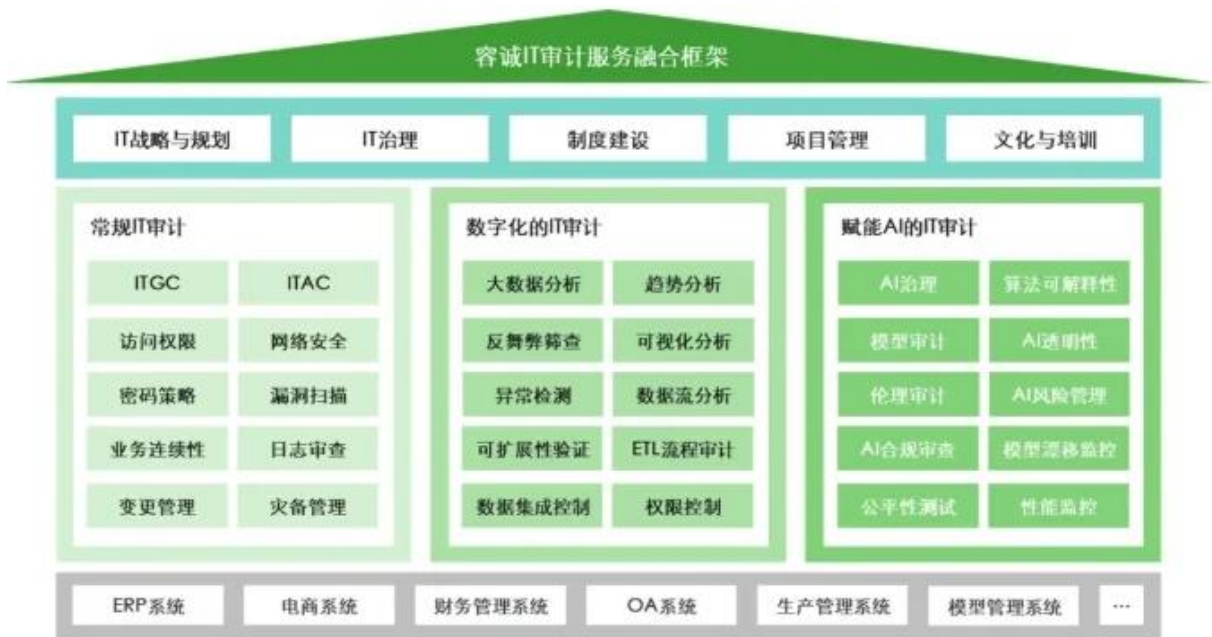 容诚IT审计服务融合框架
IT战略与规划 IT治理 制度建设 项目管理 文化与培训
常规IT审计
ITGC ITAC
访问权限 网络安全
密码策略 漏洞扫描
业务连续性 日志审查
变更管理 灾备管理
数字化的IT审计
大数据分析 趋势分析
反舞弊筛查 可视化分析
异常检测 数据流分析
可扩展性验证 ETL流程审计
数据集成控制 权限控制
赋能AI的IT审计
AI治理 算法可解释性
模型审计 AI透明性
伦理审计 AI风险管理
AI合规审查 模型漂移监控
公平性测试 性能监控
ERP系统 电商系统 财务管理系统 OA系统 生产管理系统 模型管理系统 ...